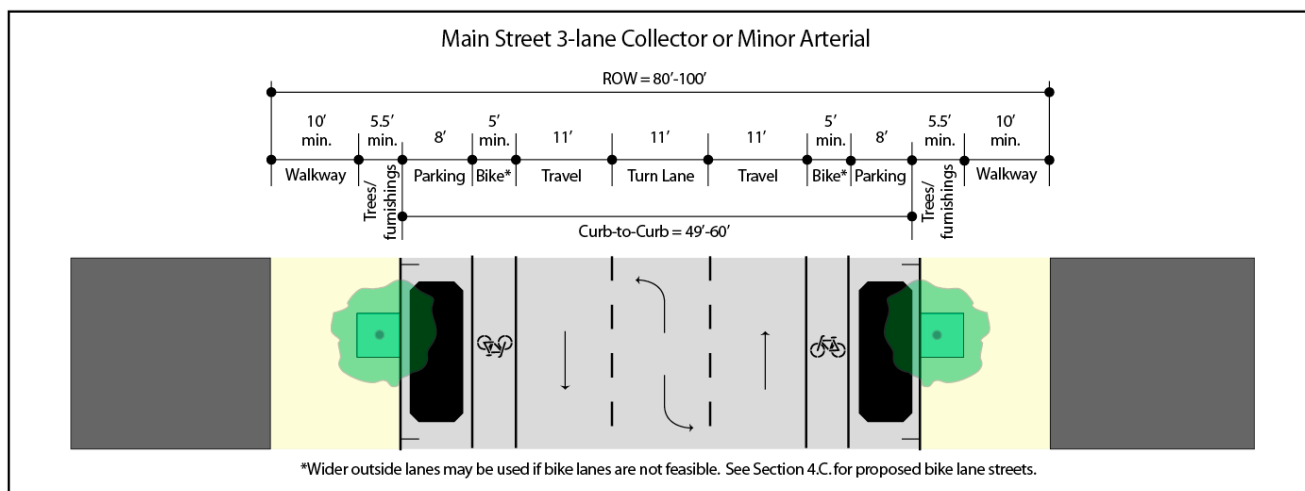 Main Street 3-lane Collector or Minor Arterial
ROW = 80’-100’
10’ min.
5.5’ min.
8’
5’ min.
11’
11’
11’
5’ min.
8’
5.5’ min.
10’ min.
Walkway
Trees/ furnishings
Parking
Bike*
Travel
Turn Lane
Travel
Bike*
Parking
Trees/ furnishings
Walkway
Curb-to-Curb = 49’-60’
*Wider outside lanes may be used if bike lanes are not feasible. See Section 4.C. for proposed bike lane streets.